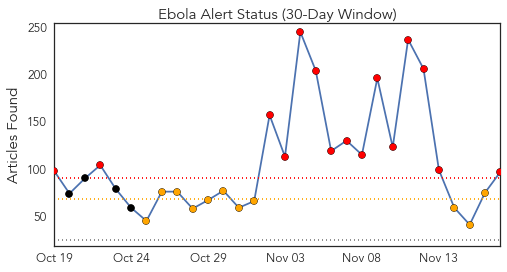 Ebola Alert Status (30-Day Window)
Articles Found
250
200
150
100
50
Oct 19
Oct 24
Oct 29
Nov 03
Nov 08
Nov 13